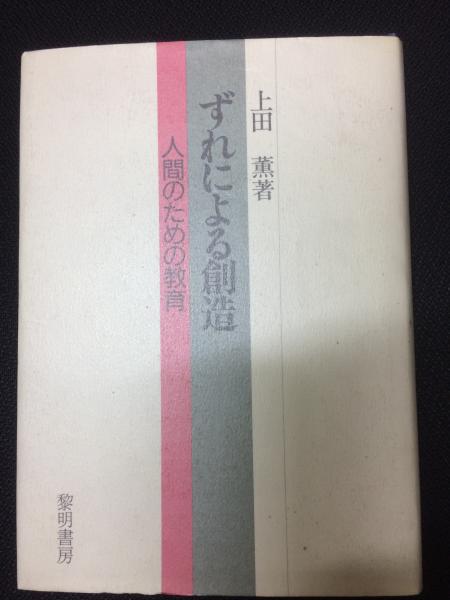 上田 薫著
ずれによる創造
人間のための教育
黎明書房